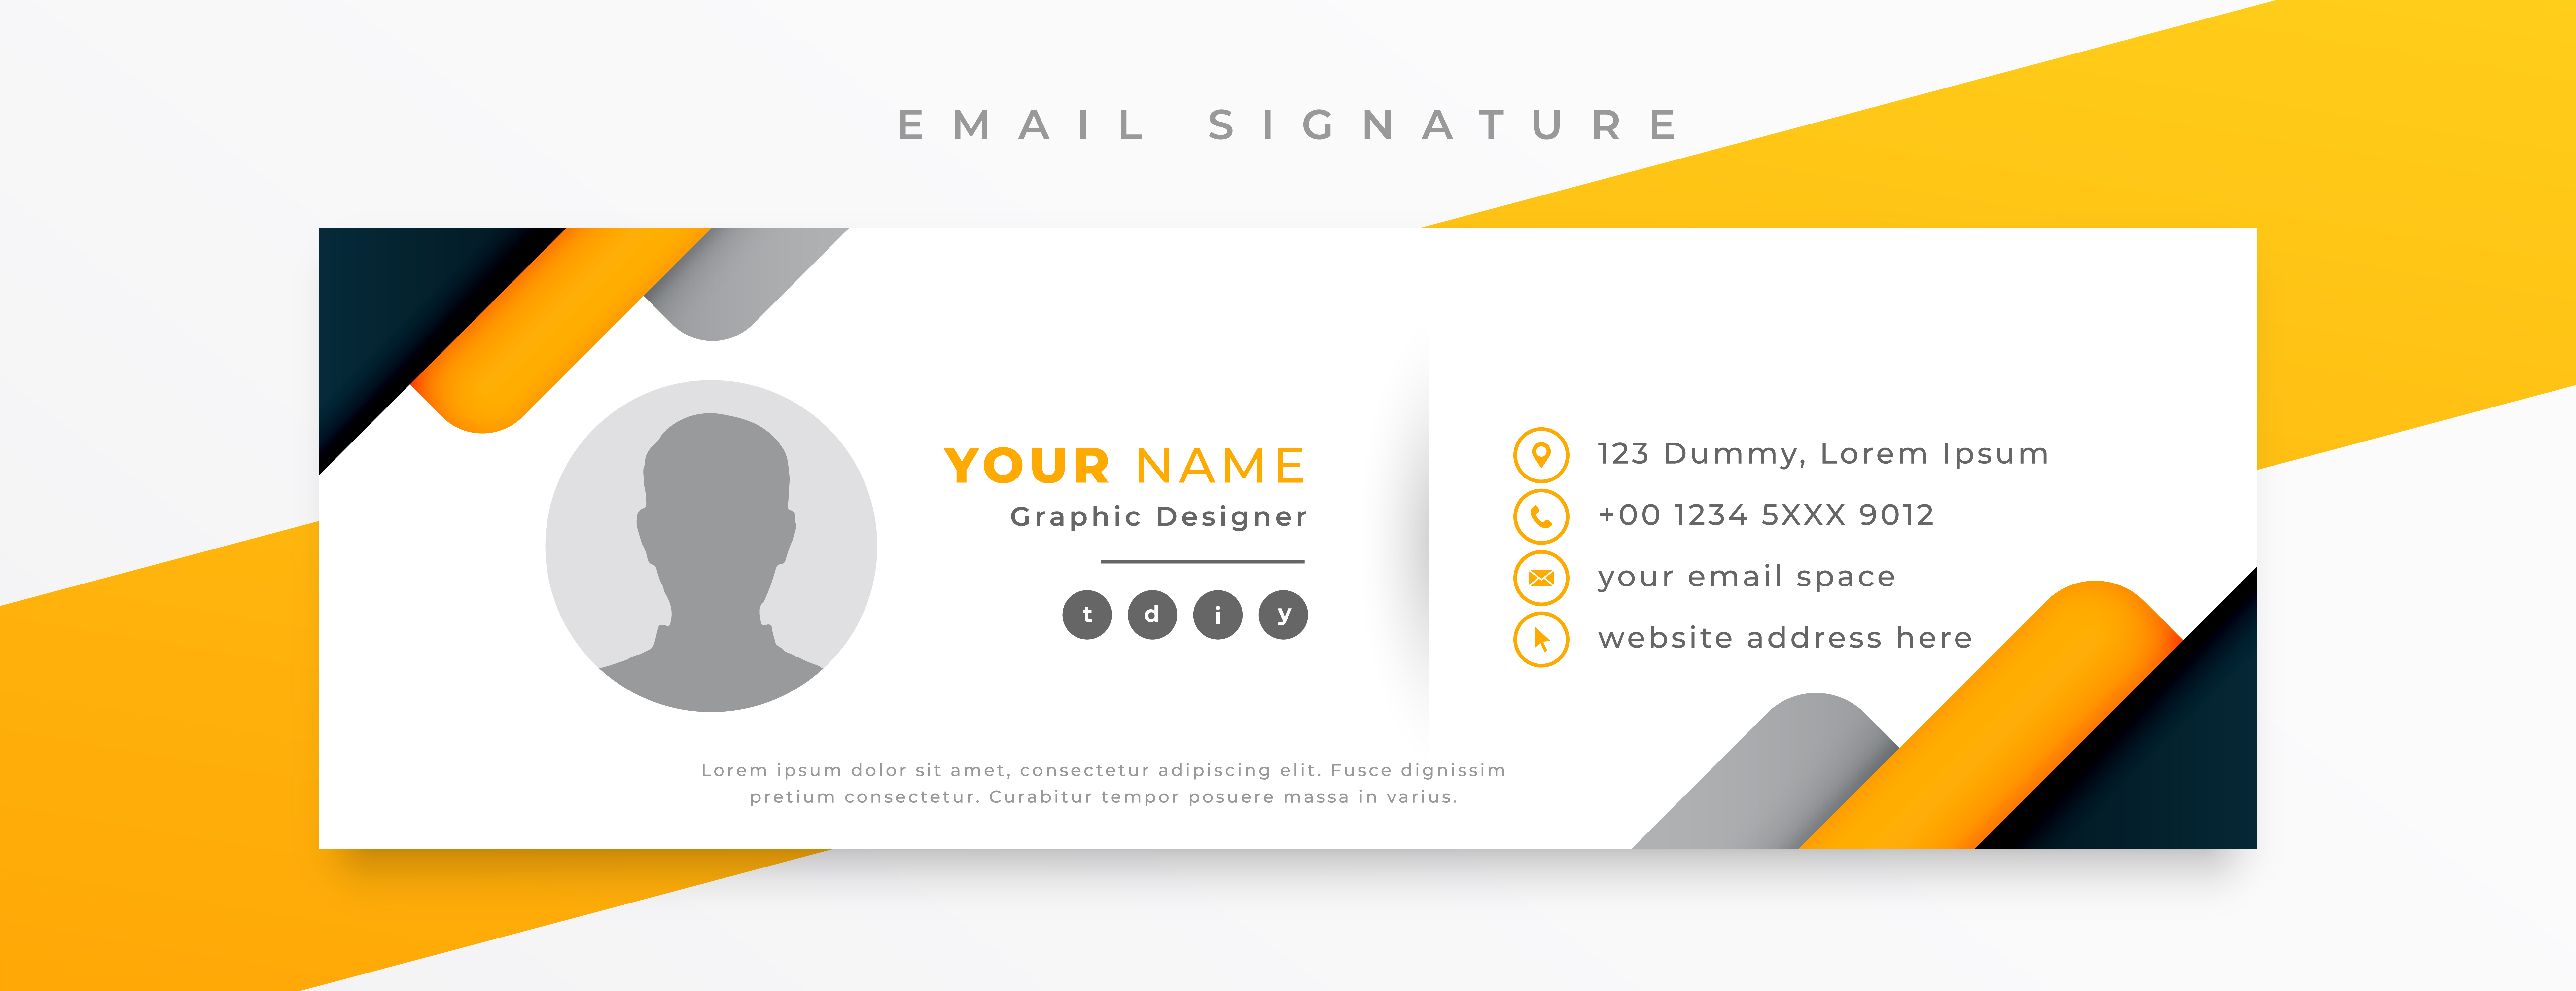 EMAIL SIGNATURE
YOUR NAME
Graphic Designer
t d i y
123 Dummy, Lorem Ipsum
+00 1234 5XXX 9012
your email space
website address here
Lorem ipsum dolor sit amet, consectetur adipiscing elit. Fusce dignissim
pretium consectetur. Curabitur tempor posuere massa in varius.